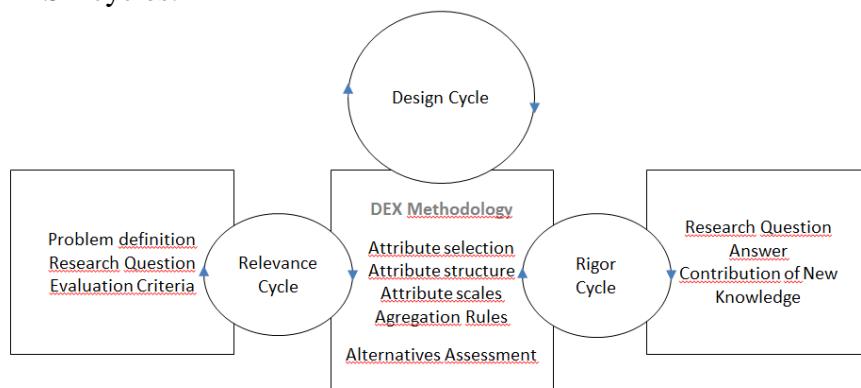 Design Cycle
Problem definition
Research Question
Evaluation Criteria
Relevance
Cycle
DEX Methodology
Attribute selection
Attribute structure
Attribute scales
Agregation Rules
Alternatives Assessment
Rigor
Cycle
Research Question
Answer
Contribution of New
Knowledge